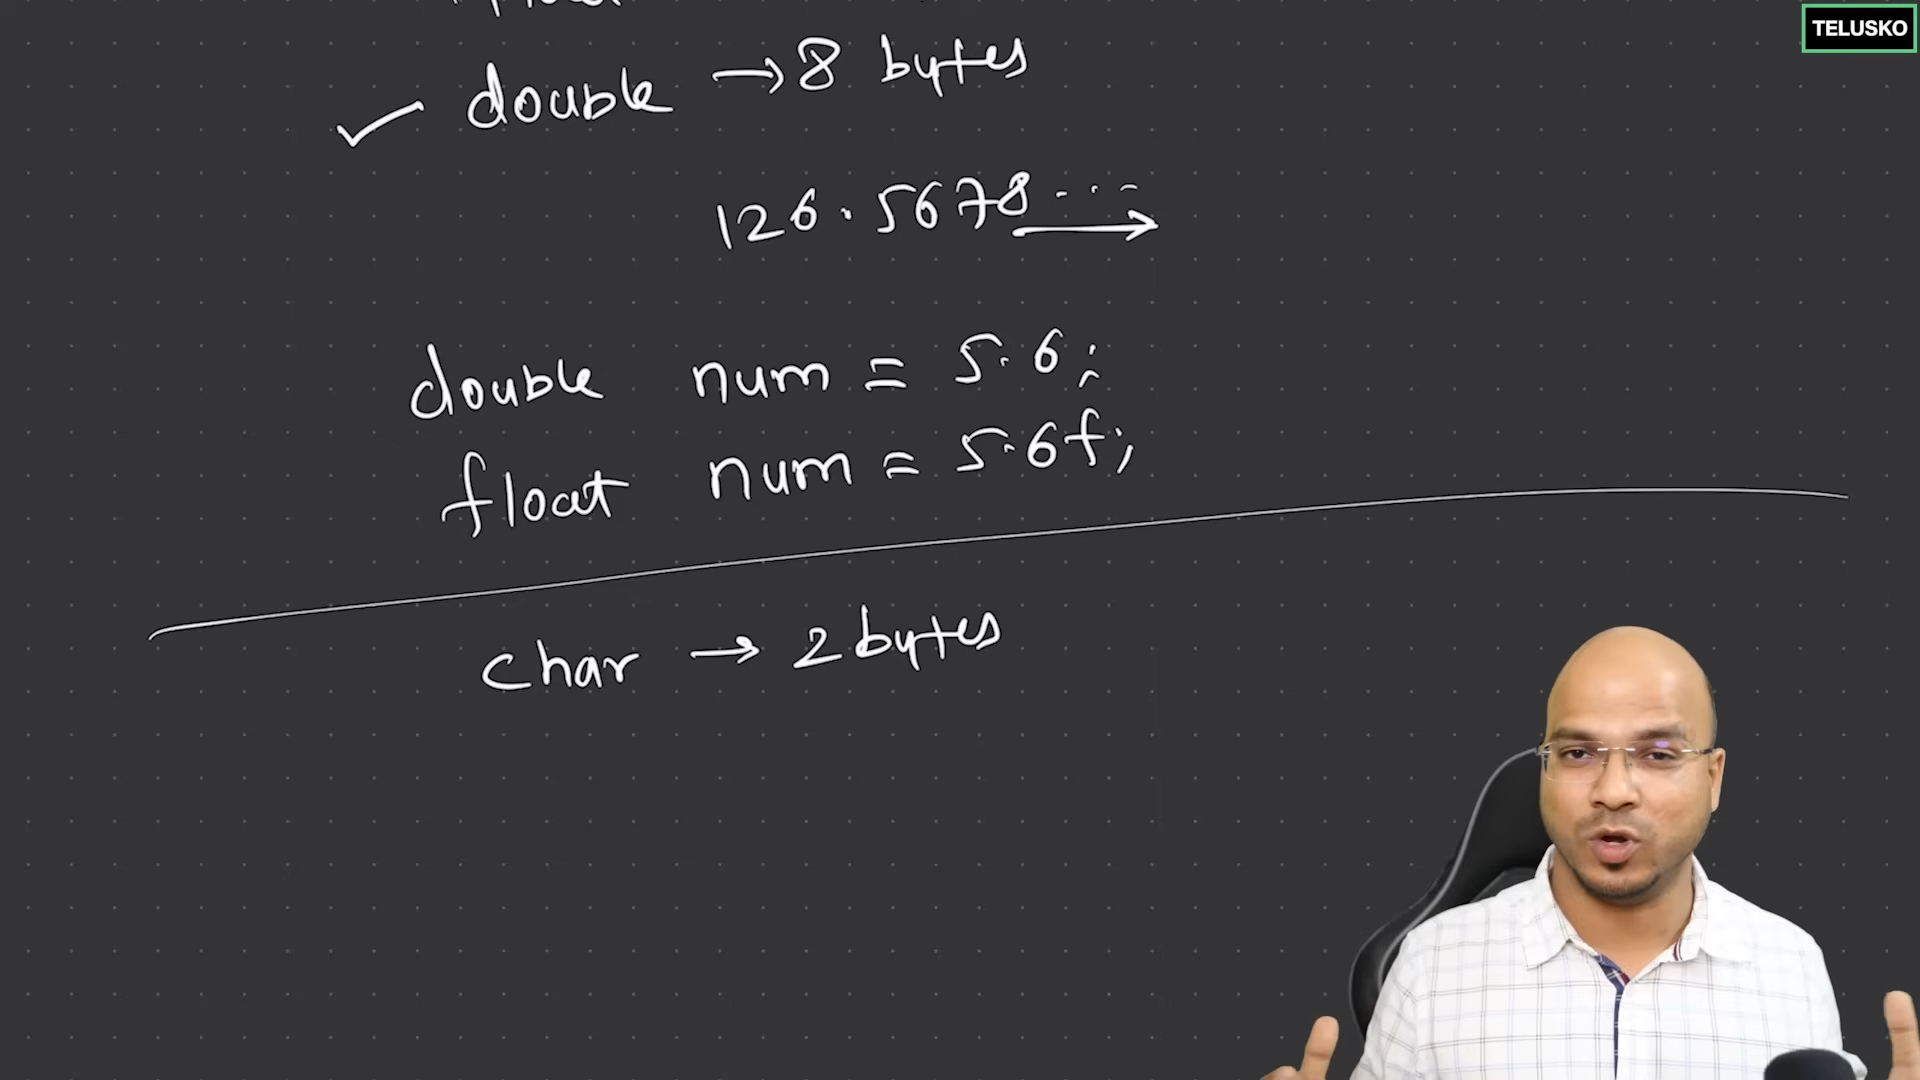 TELUSKO
double → 8 bytes
126.5678...
double num = 5.6;
float num = 5.6f;
char → 2 bytes